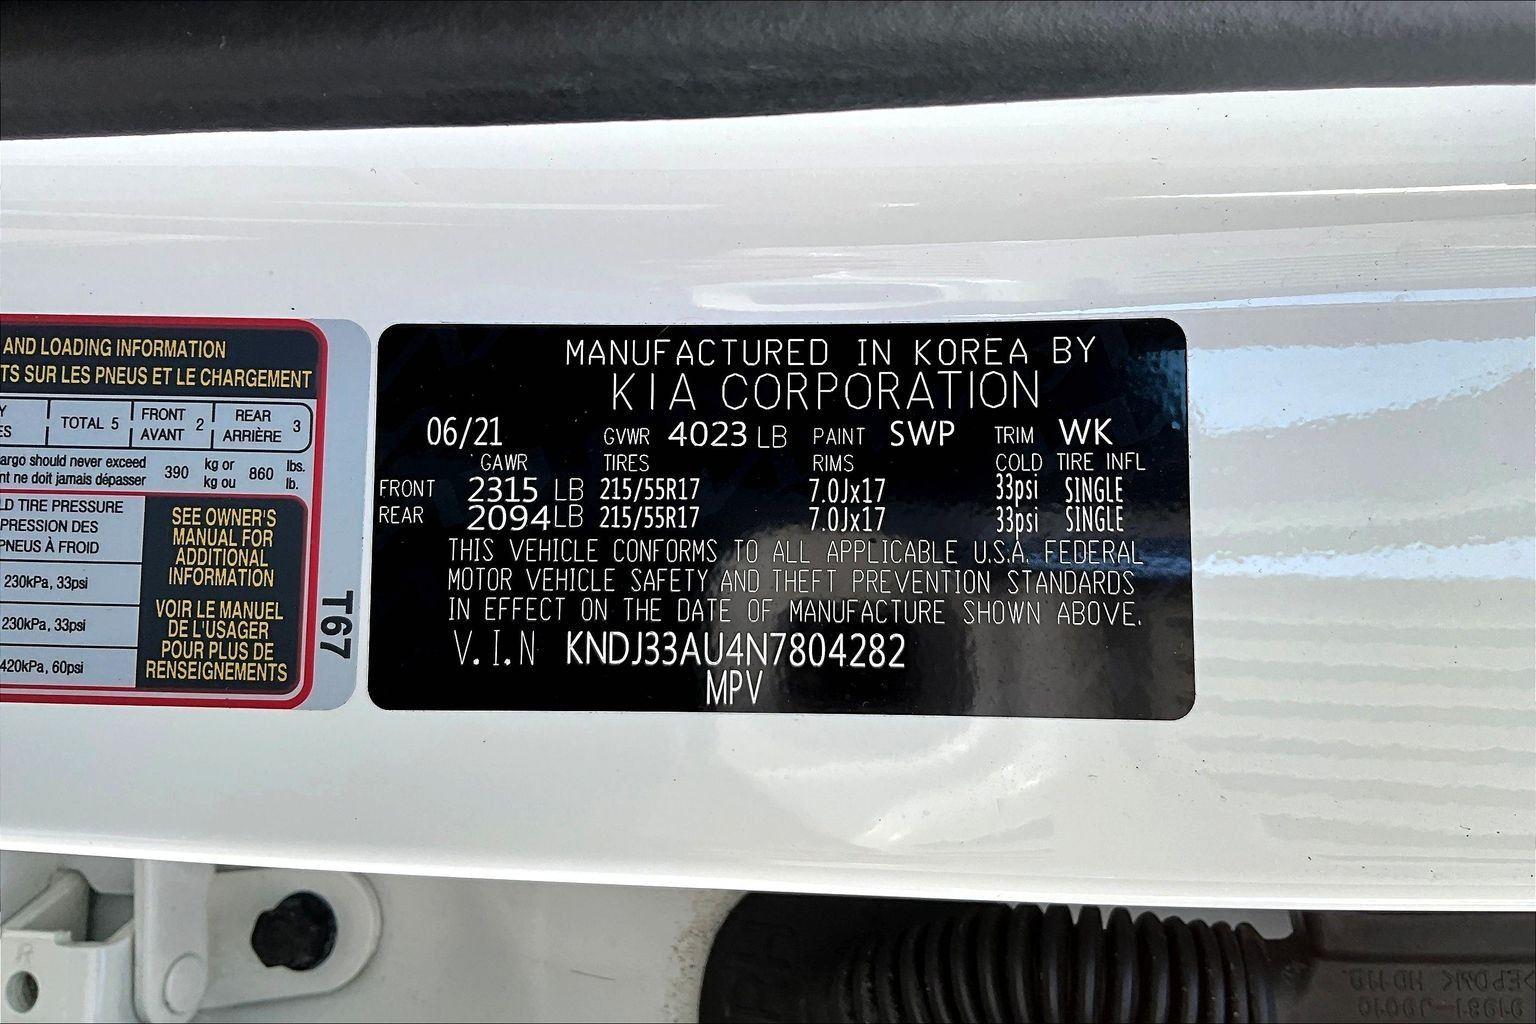 AND LOADING INFORMATION
TS SUR LES PNEUS ET LE CHARGEMENT
TOTAL 5 FRONT AVANT 2 REAR ARRIÈRE 3
argo should never exceed
nt ne doit jamais dépasser
390 kg or kg ou 860 lbs. lb.
LD TIRE PRESSURE
PRESSION DES
PNEUS À FROID
230kPa, 33psi
230kPa, 33psi
420kPa, 60psi
SEE OWNER'S
MANUAL FOR
ADDITIONAL
INFORMATION
VOIR LE MANUEL
DE L'USAGER
POUR PLUS DE
RENSEIGNEMENTS
T67
MANUFACTURED IN KOREA BY
KIA CORPORATION
06/21 GVWR 4023 LB PAINT SWP TRIM WK
GAWR TIRES RIMS COLD TIRE INFL
FRONT 2315 LB 215/55R17 7.0Jx17 33psi SINGLE
REAR 2094LB 215/55R17 7.0Jx17 33psi SINGLE
THIS VEHICLE CONFORMS TO ALL APPLICABLE U.S.A. FEDERAL
MOTOR VEHICLE SAFETY AND THEFT PREVENTION STANDARDS
IN EFFECT ON THE DATE OF MANUFACTURE SHOWN ABOVE.
V.I.N KNDJ33AU4N7804282
MPV